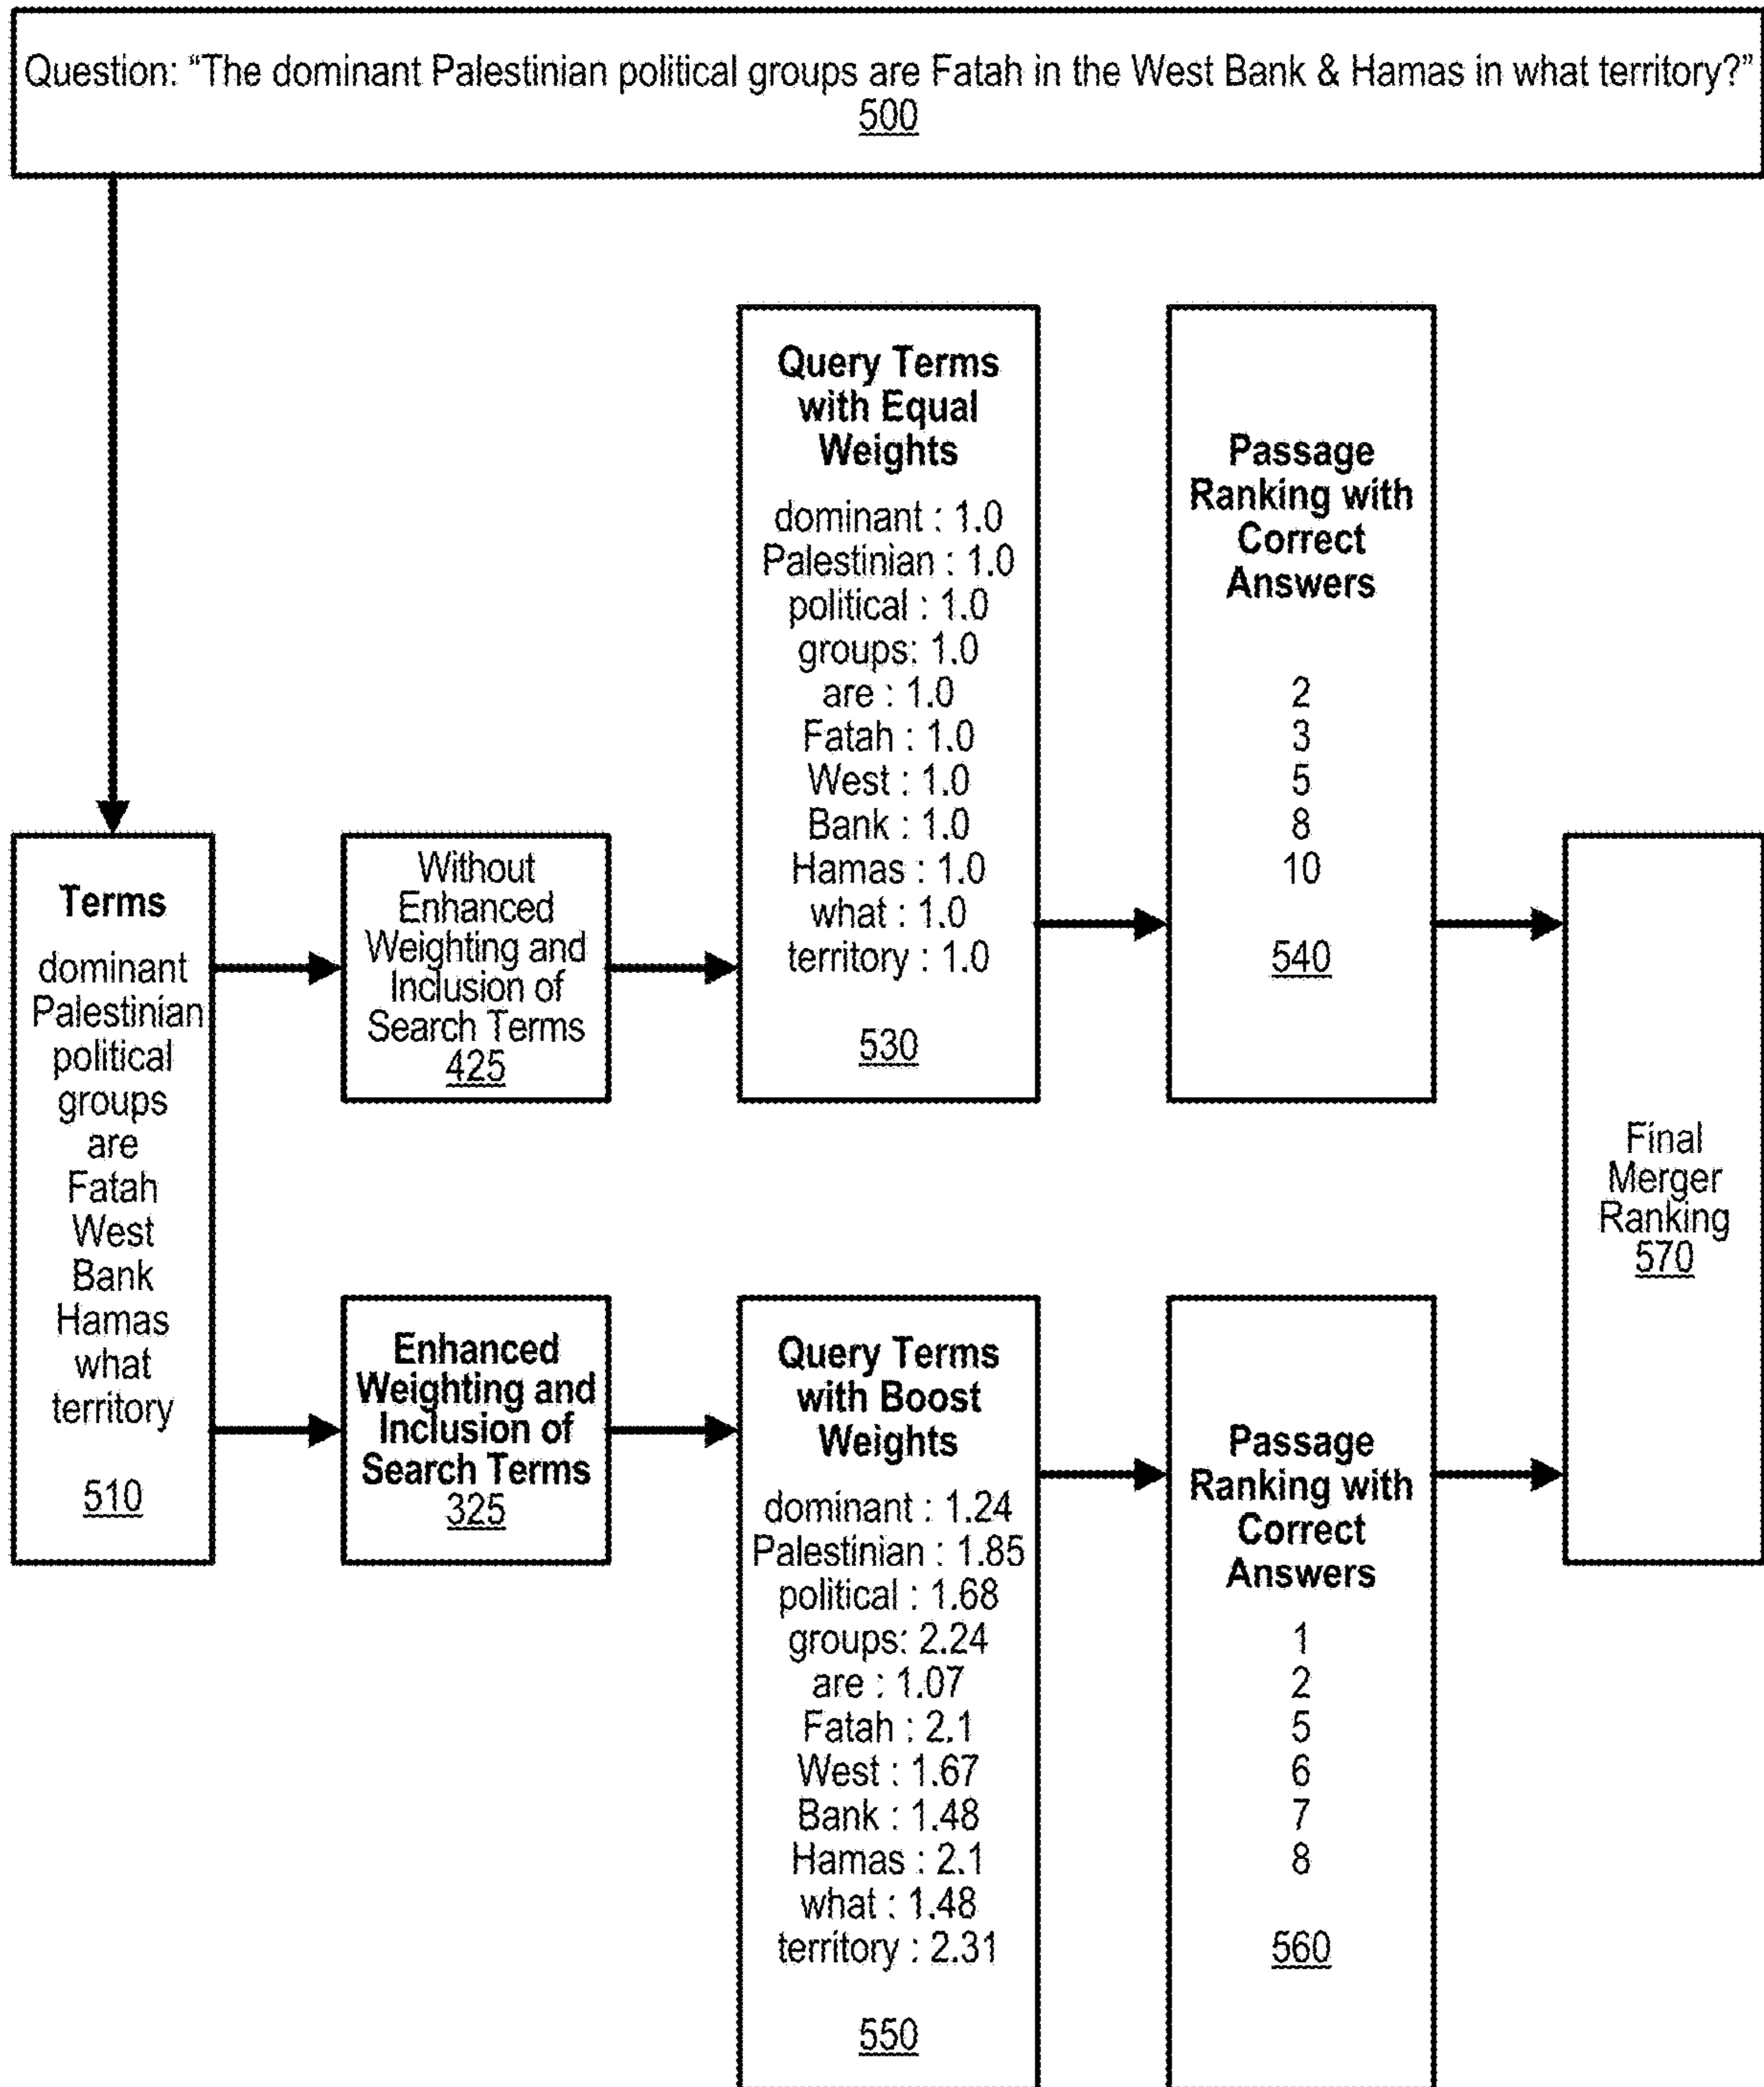 Question: “The dominant Palestinian political groups are Fatah in the West Bank & Hamas in what territory?”
500
Terms
dominant
Palestinian
political
groups
are
Fatah
West
Bank
Hamas
what
territory
510
Without
Enhanced
Weighting and
Inclusion of
Search Terms
425
Query Terms
with Equal
Weights
dominant : 1.0
Palestinian : 1.0
political : 1.0
groups: 1.0
are : 1.0
Fatah : 1.0
West : 1.0
Bank : 1.0
Hamas : 1.0
what : 1.0
territory : 1.0
530
Passage
Ranking with
Correct
Answers
2
3
5
8
10
540
Enhanced
Weighting and
Inclusion of
Search Terms
325
Query Terms
with Boost
Weights
dominant : 1.24
Palestinian : 1.85
political : 1.68
groups: 2.24
are : 1.07
Fatah : 2.1
West : 1.67
Bank : 1.48
Hamas : 2.1
what : 1.48
territory : 2.31
550
Passage
Ranking with
Correct
Answers
1
2
5
6
7
8
560
Final
Merger
Ranking
570